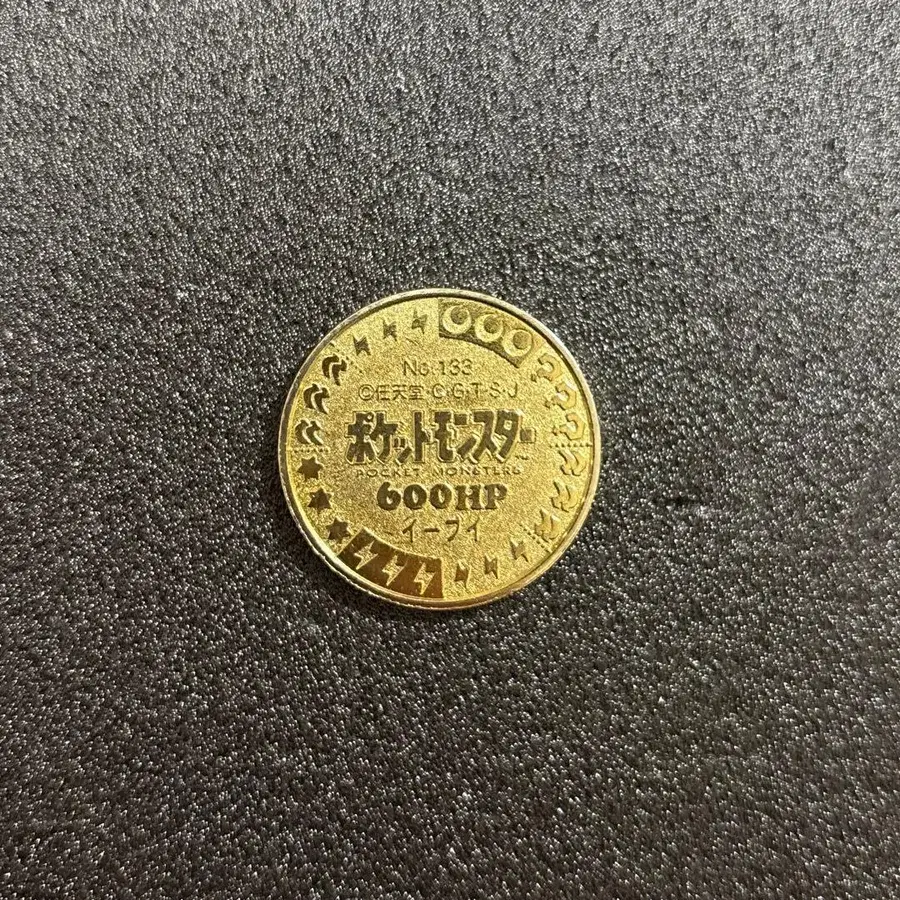 No.133
©任天堂·C·G·T·S·J
ポケットモンスター
POCKET MONSTERS
600HP
イーブイ